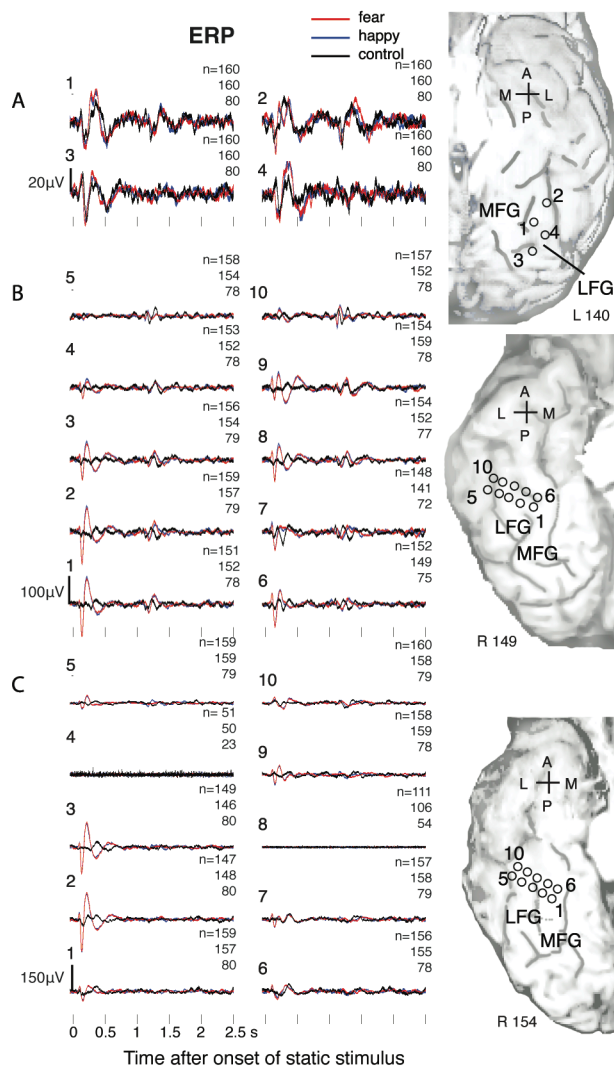 ERP
fear
happy
control
A
1
n=160
160
80
2
n=160
160
80
3
n=160
160
80
4
n=160
160
80
20µV
B
5
n=158
154
78
10
n=157
152
78
4
n=153
152
78
9
n=154
159
78
3
n=156
154
79
8
n=154
152
77
2
n=159
157
79
7
n=148
141
72
1
n=151
152
78
6
n=152
149
75
100µV
C
5
n=159
159
79
10
n=160
158
79
4
n= 51
50
23
9
n=158
159
78
3
n=149
146
80
8
n=111
106
54
2
n=147
148
80
7
n=157
158
79
1
n=159
157
80
6
n=156
155
78
150µV
0 0.5 1 1.5 2 2.5 s
Time after onset of static stimulus
A
M L
P
MFG
2
1
4
3
LFG
L 140
A
L M
P
10
5
6
1
LFG
MFG
R 149
A
L M
P
10
5
6
1
LFG
MFG
R 154